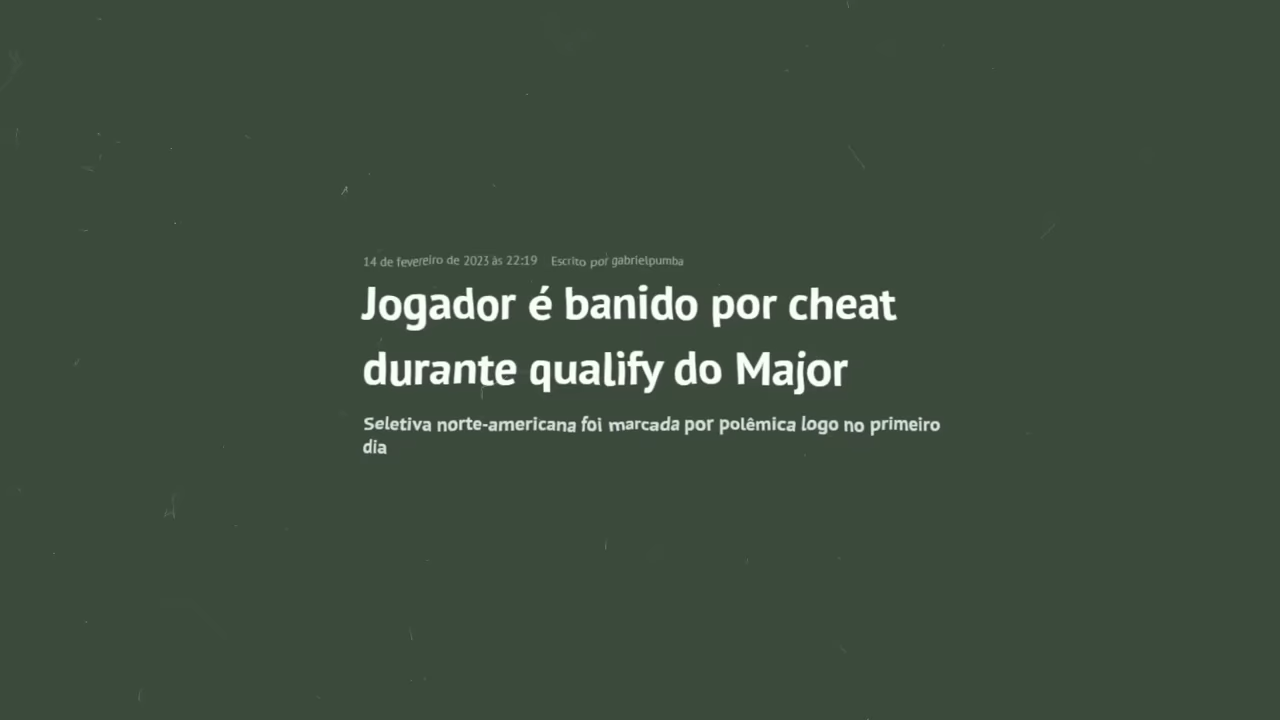 14 de fevereiro de 2023 às 22:19 Escrito por gabrielpumba
Jogador é banido por cheat
durante qualify do Major
Seletiva norte-americana foi marcada por polêmica logo no primeiro
dia